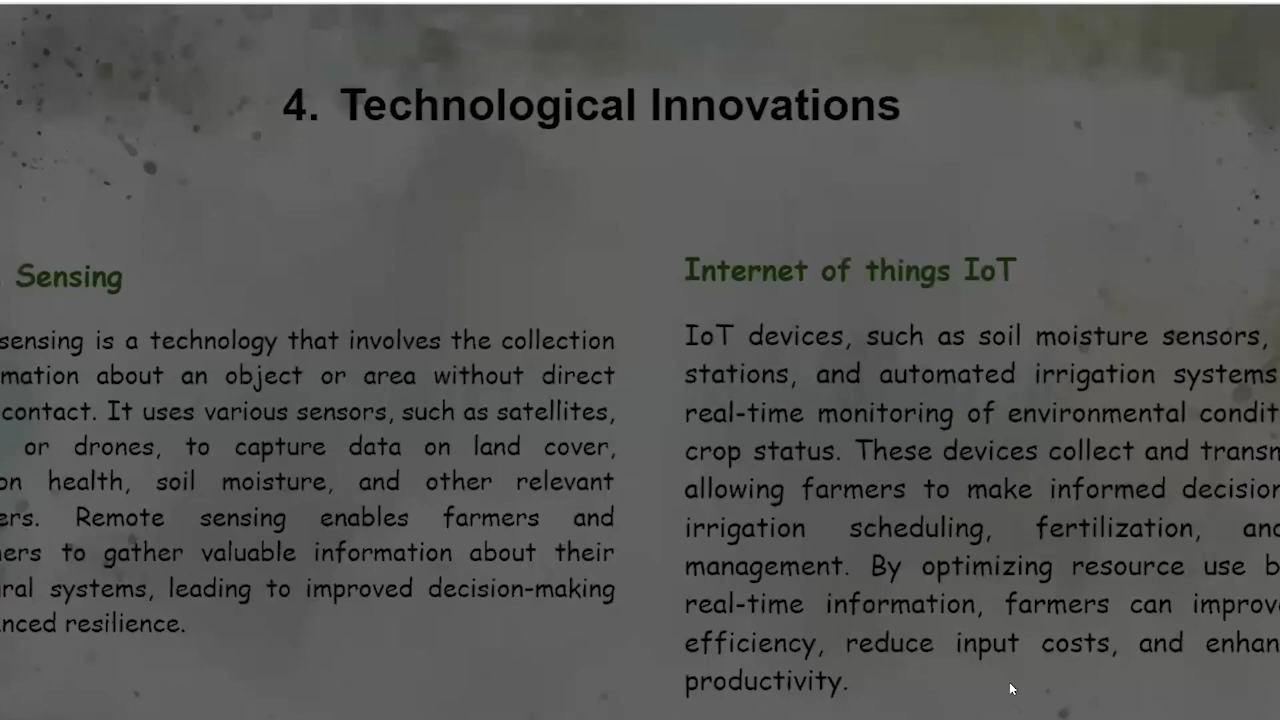 4. Technological Innovations
Sensing
sensing is a technology that involves the collection
mation about an object or area without direct
contact. It uses various sensors, such as satellites,
or drones, to capture data on land cover,
on health, soil moisture, and other relevant
ers. Remote sensing enables farmers and
ers to gather valuable information about their
ral systems, leading to improved decision-making
nced resilience.
Internet of things IoT
IoT devices, such as soil moisture sensors,
stations, and automated irrigation systems
real-time monitoring of environmental condit
crop status. These devices collect and transm
allowing farmers to make informed decision
irrigation scheduling, fertilization, and
management. By optimizing resource use b
real-time information, farmers can improve
efficiency, reduce input costs, and enhan
productivity.